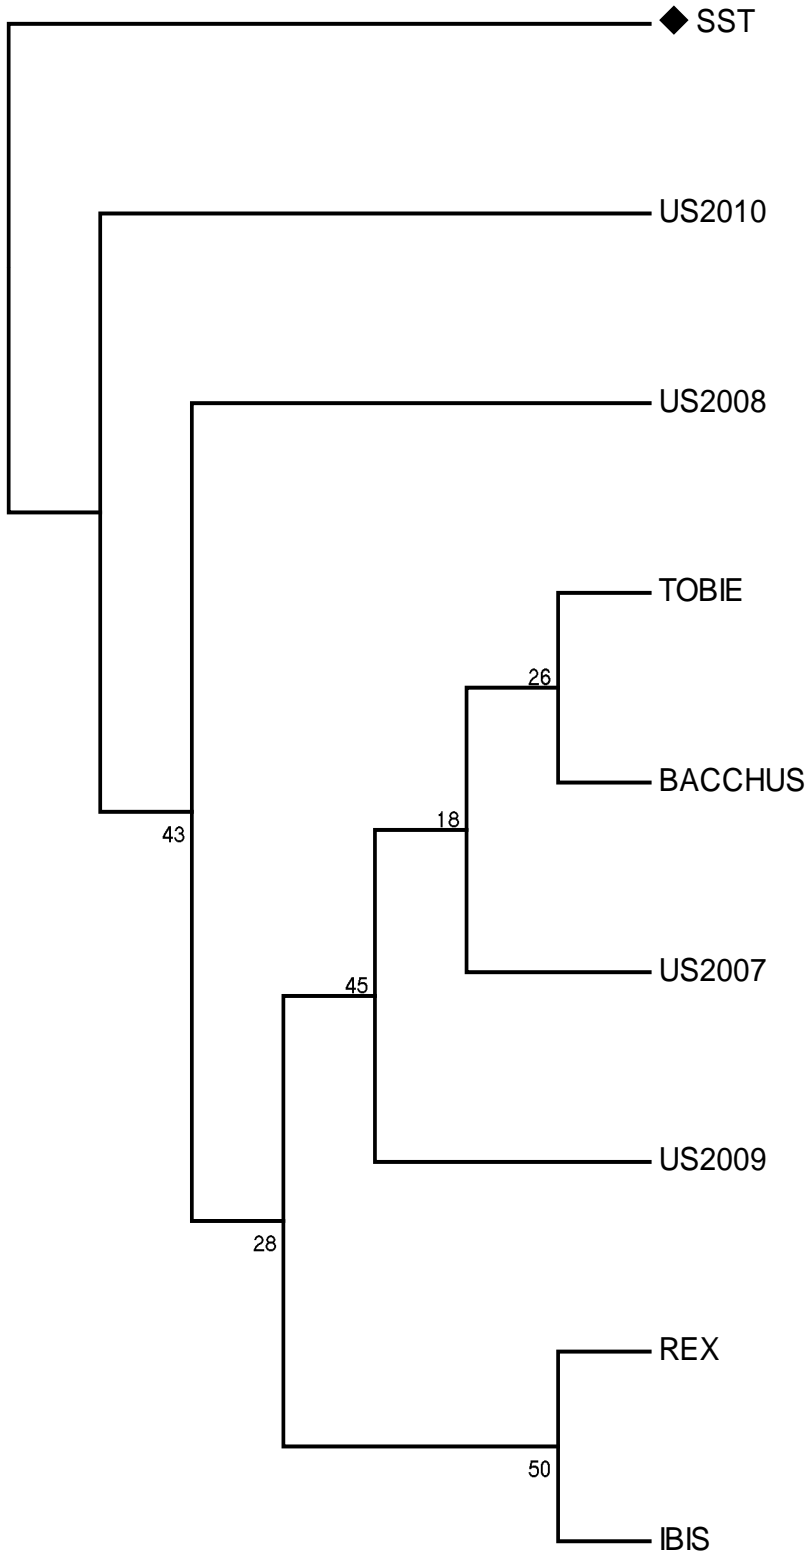 SST
US2010
US2008
TOBIE
26
BACCHUS
18
43
US2007
45
US2009
28
REX
50
IBIS